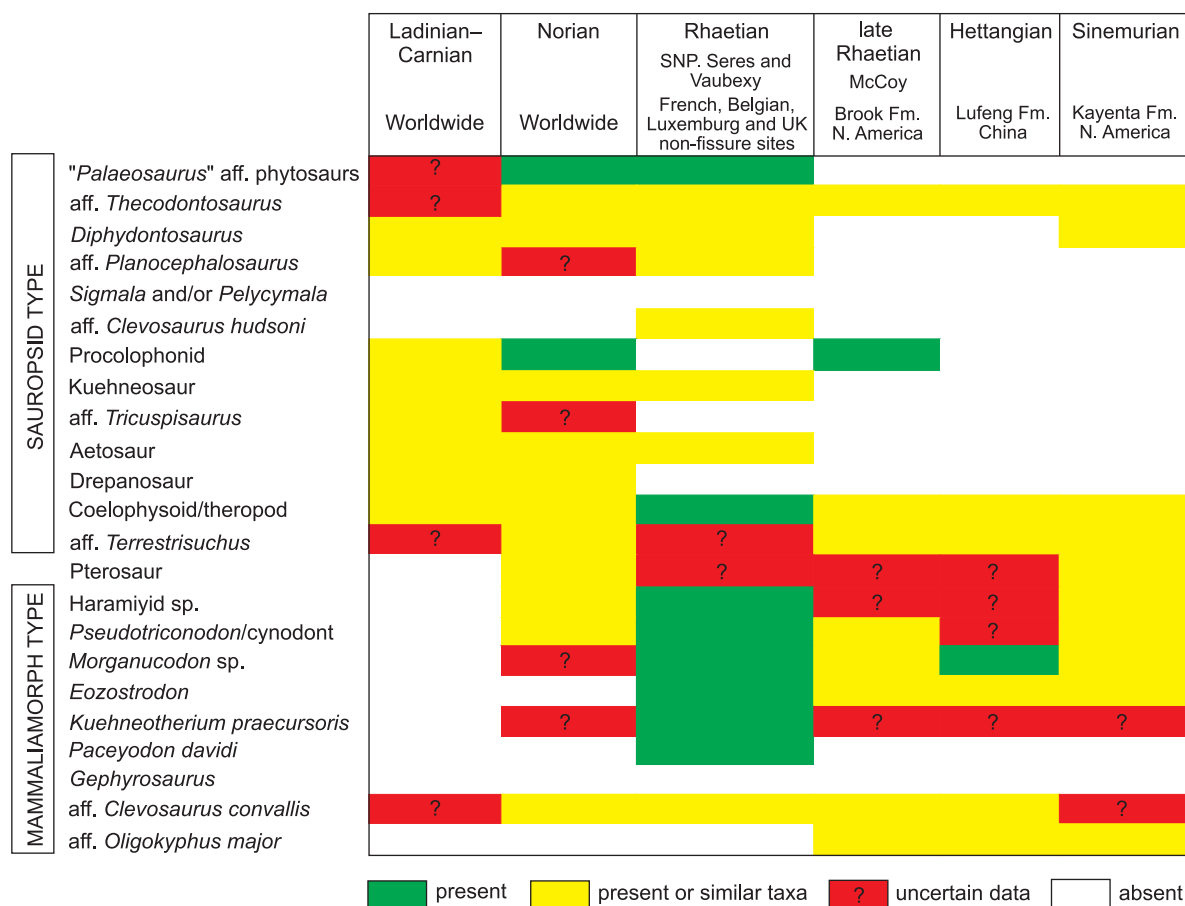 Ladinian–
Carnian
Worldwide
Norian
Worldwide
Rhaetian
SNP. Seres and
Vaubexy
French, Belgian,
Luxemburg and UK
non-fissure sites
late
Rhaetian
McCoy
Brook Fm.
N. America
Hettangian
Lufeng Fm.
China
Sinemurian
Kayenta Fm.
N. America
SAUROPSID TYPE
"Palaeosaurus" aff. phytosaurs ?
aff. Thecodontosaurus ?
Diphydontosaurus
aff. Planocephalosaurus ?
Sigmala and/or Pelycymala
aff. Clevosaurus hudsoni
Procolophonid
Kuehneosaur
aff. Tricuspisaurus ?
Aetosaur
Drepanosaur
Coelophysoid/theropod
aff. Terrestrisuchus ? ?
Pterosaur ? ? ?
MAMMALIAMORPH TYPE
Haramiyid sp. ? ?
Pseudotriconodon/cynodont ?
Morganucodon sp. ?
Eozostrodon
Kuehneotherium praecursoris ? ? ? ?
Paceyodon davidi
Gephyrosaurus
aff. Clevosaurus convallis ? ?
aff. Oligokyphus major
present
present or similar taxa
? uncertain data
absent